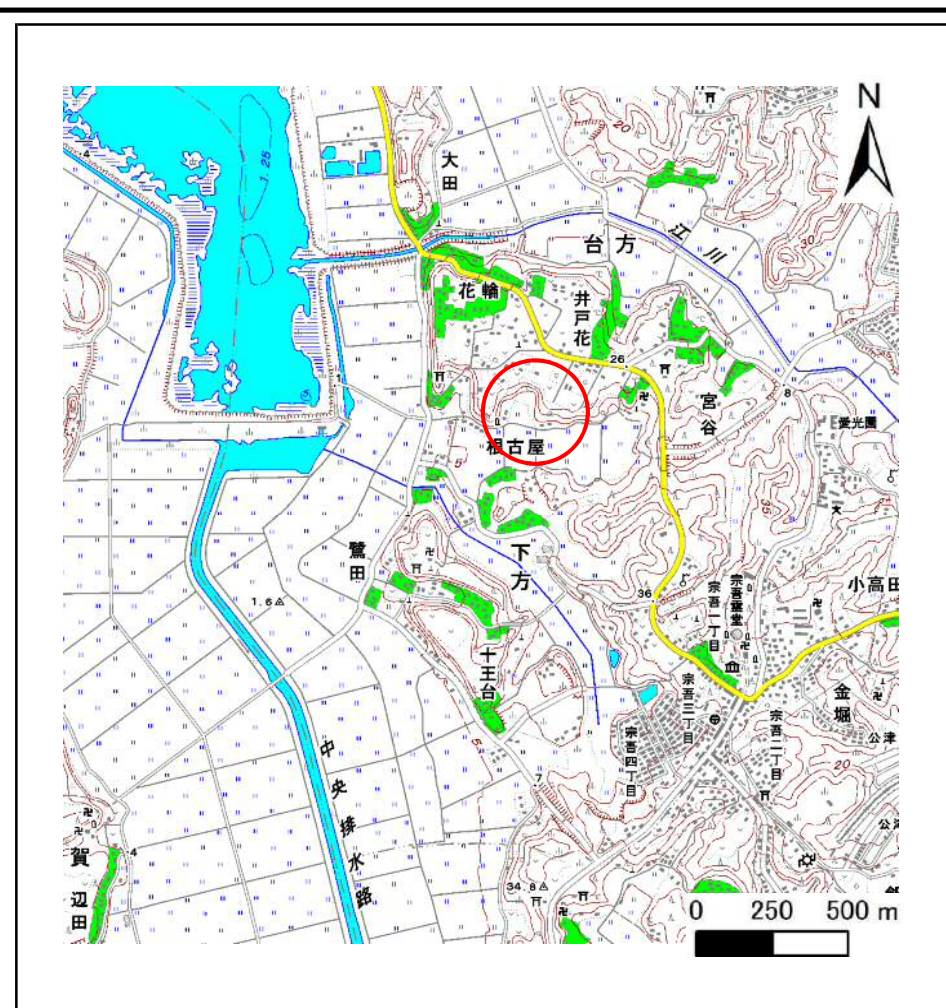 N
20
4
1.25
大田
江川
30
台方
花輪
井戸花
26
8
宮谷
愛光園
根古屋
5
35
鷺田
下方
1.6
36
宗吾一丁目
宗吾霊堂
小高田
十王台
宗吾三丁目
金堀
5
宗吾四丁目
宗吾二丁目
公津
20
7
中央排水路
4
賀
辺田
34.8
0 250 500 m